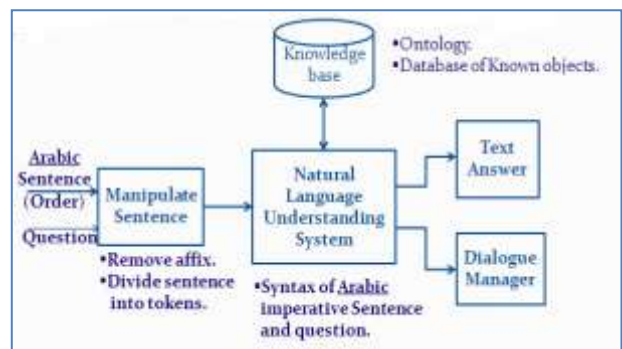 Knowledge
base
•Ontology.
•Database of Known objects.
Arabic
Sentence
(Order)
Question
Manipulate
Sentence
•Remove affix.
•Divide sentence
into tokens.
Natural
Language
Understanding
System
•Syntax of Arabic
imperative Sentence
and question.
Text
Answer
Dialogue
Manager